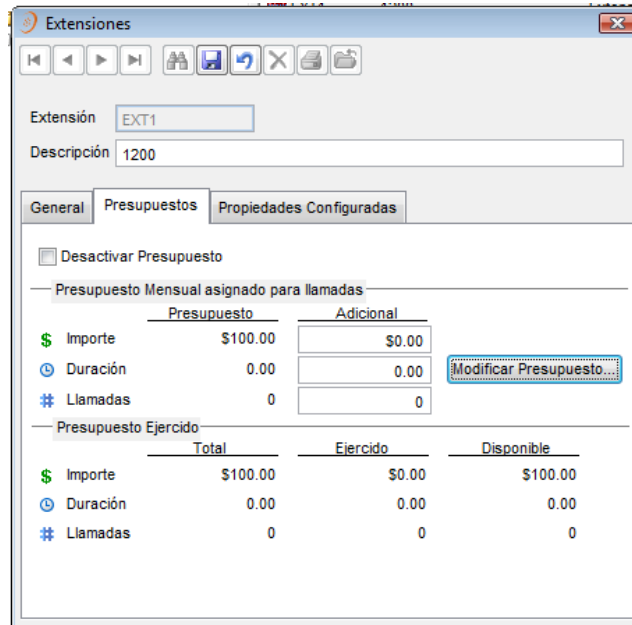 Extensiones
Extensión EXT1
Descripción 1200
General Presupuestos Propiedades Configuradas
Desactivar Presupuesto
Presupuesto Mensual asignado para llamadas
Presupuesto Adicional
$ Importe $100.00 $0.00
Duración 0.00 0.00 Modificar Presupuesto...
# Llamadas 0 0
Presupuesto Ejercido
Total Ejercido Disponible
$ Importe $100.00 $0.00 $100.00
Duración 0.00 0.00 0.00
# Llamadas 0 0 0